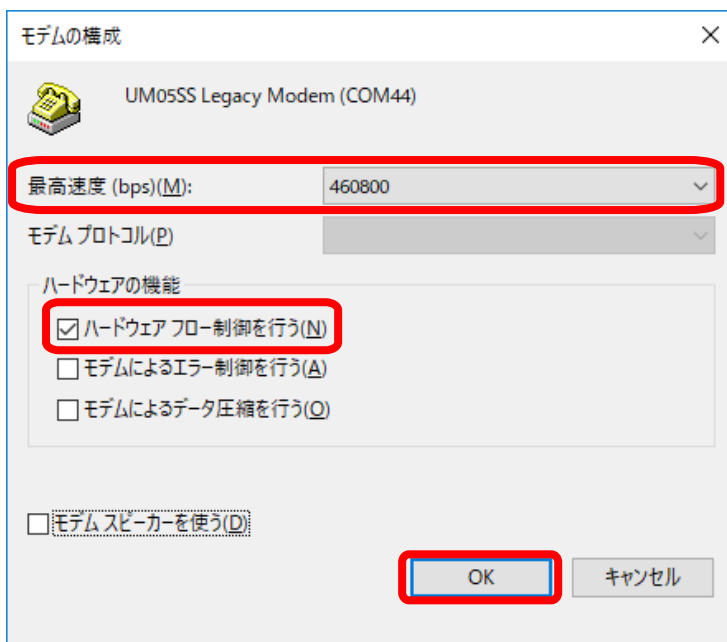 モデムの構成
UM05SS Legacy Modem (COM44)
最高速度 (bps)(M): 460800
モデム プロトコル(P)
ハードウェアの機能
ハードウェア フロー制御を行う(N)
モデムによるエラー制御を行う(A)
モデムによるデータ圧縮を行う(O)
モデム スピーカーを使う(D)
OK キャンセル